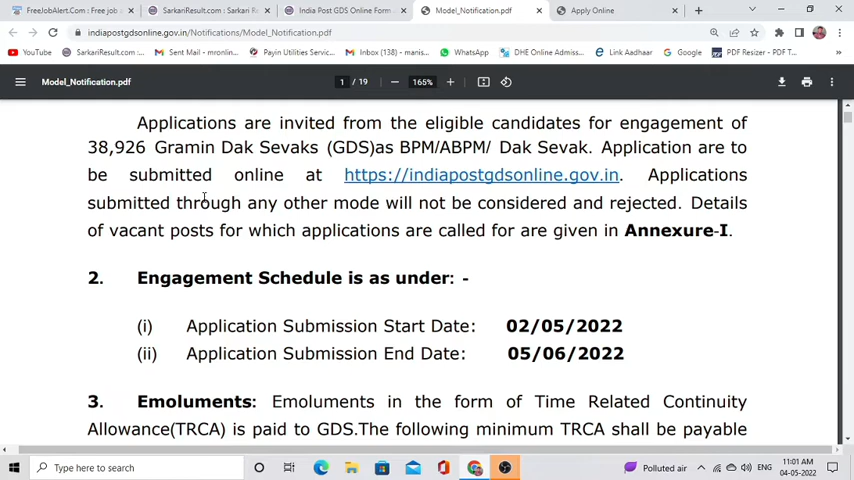 FreeJobAlert.Com : Free job a
SarkariResult.com : Sarkari R
India Post GDS Online Form
Model_Notification.pdf
Apply Online
indiapostgdsonline.gov.in/Notifications/Model_Notification.pdf
YouTube
SarkariResult.com :...
Sent Mail - mronlin...
Payin Utilities Servic...
Inbox (138) - manis...
WhatsApp
DHE Online Admiss...
Link Aadhaar
Google
PDF Resizer - PDF T...
Model_Notification.pdf
1 / 19
165%
Applications are invited from the eligible candidates for engagement of
38,926 Gramin Dak Sevaks (GDS)as BPM/ABPM/ Dak Sevak. Application are to
be submitted online at https://indiapostgdsonline.gov.in. Applications
submitted through any other mode will not be considered and rejected. Details
of vacant posts for which applications are called for are given in Annexure-I.
2. Engagement Schedule is as under: -
(i) Application Submission Start Date: 02/05/2022
(ii) Application Submission End Date: 05/06/2022
3. Emoluments: Emoluments in the form of Time Related Continuity
Allowance(TRCA) is paid to GDS.The following minimum TRCA shall be payable
Type here to search
Polluted air
ENG
11:01 AM
04-05-2022